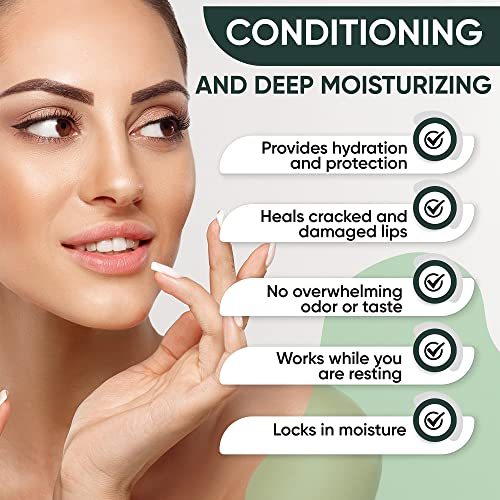 CONDITIONING
AND DEEP MOISTURIZING
Provides hydration
and protection
Heals cracked and
damaged lips
No overwhelming
odor or taste
Works while you
are resting
Locks in moisture